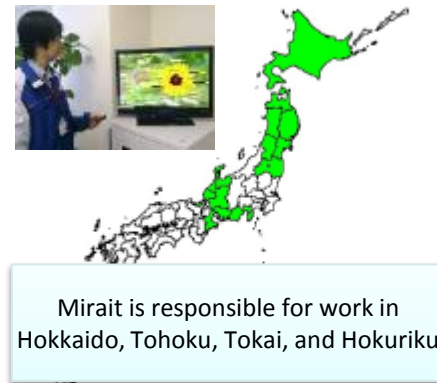 Mirait is responsible for work in
Hokkaido, Tohoku, Tokai, and Hokuriku